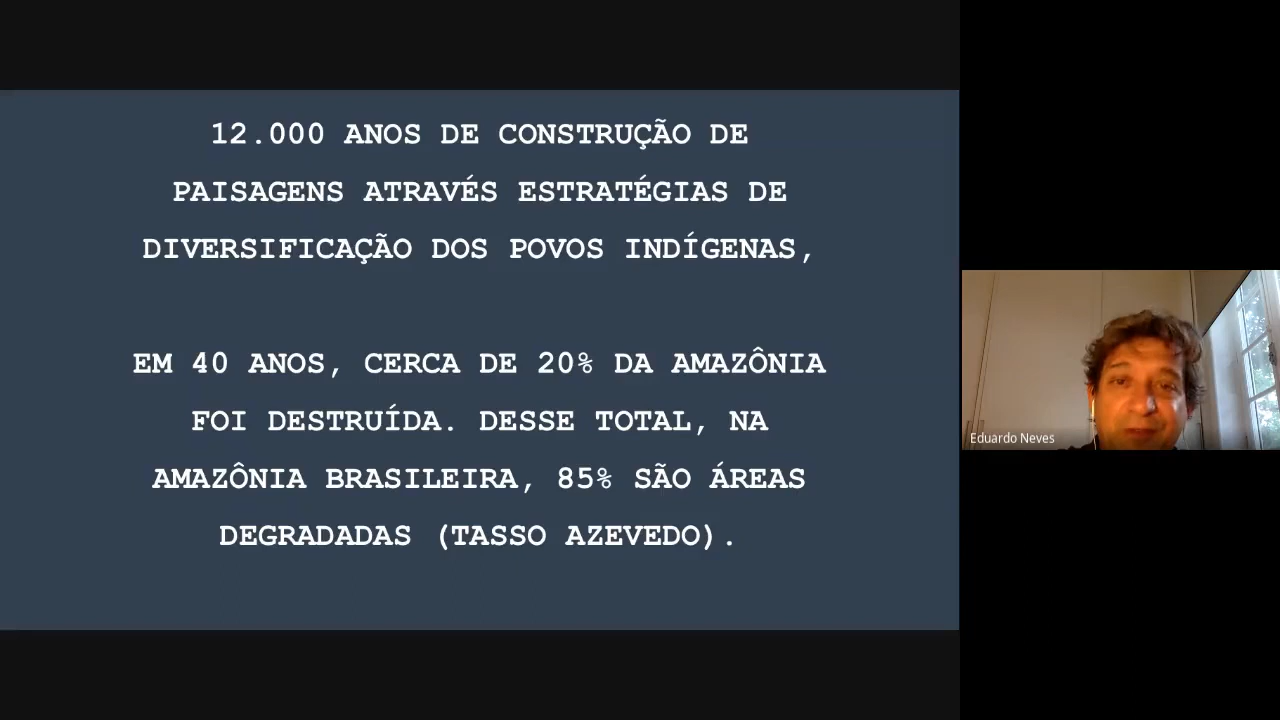 12.000 ANOS DE CONSTRUÇÃO DE
PAISAGENS ATRAVÉS ESTRATÉGIAS DE
DIVERSIFICAÇÃO DOS POVOS INDÍGENAS,
EM 40 ANOS, CERCA DE 20% DA AMAZÔNIA
FOI DESTRUÍDA. DESSE TOTAL, NA
AMAZÔNIA BRASILEIRA, 85% SÃO ÁREAS
DEGRADADAS (TASSO AZEVEDO).
Eduardo Neves